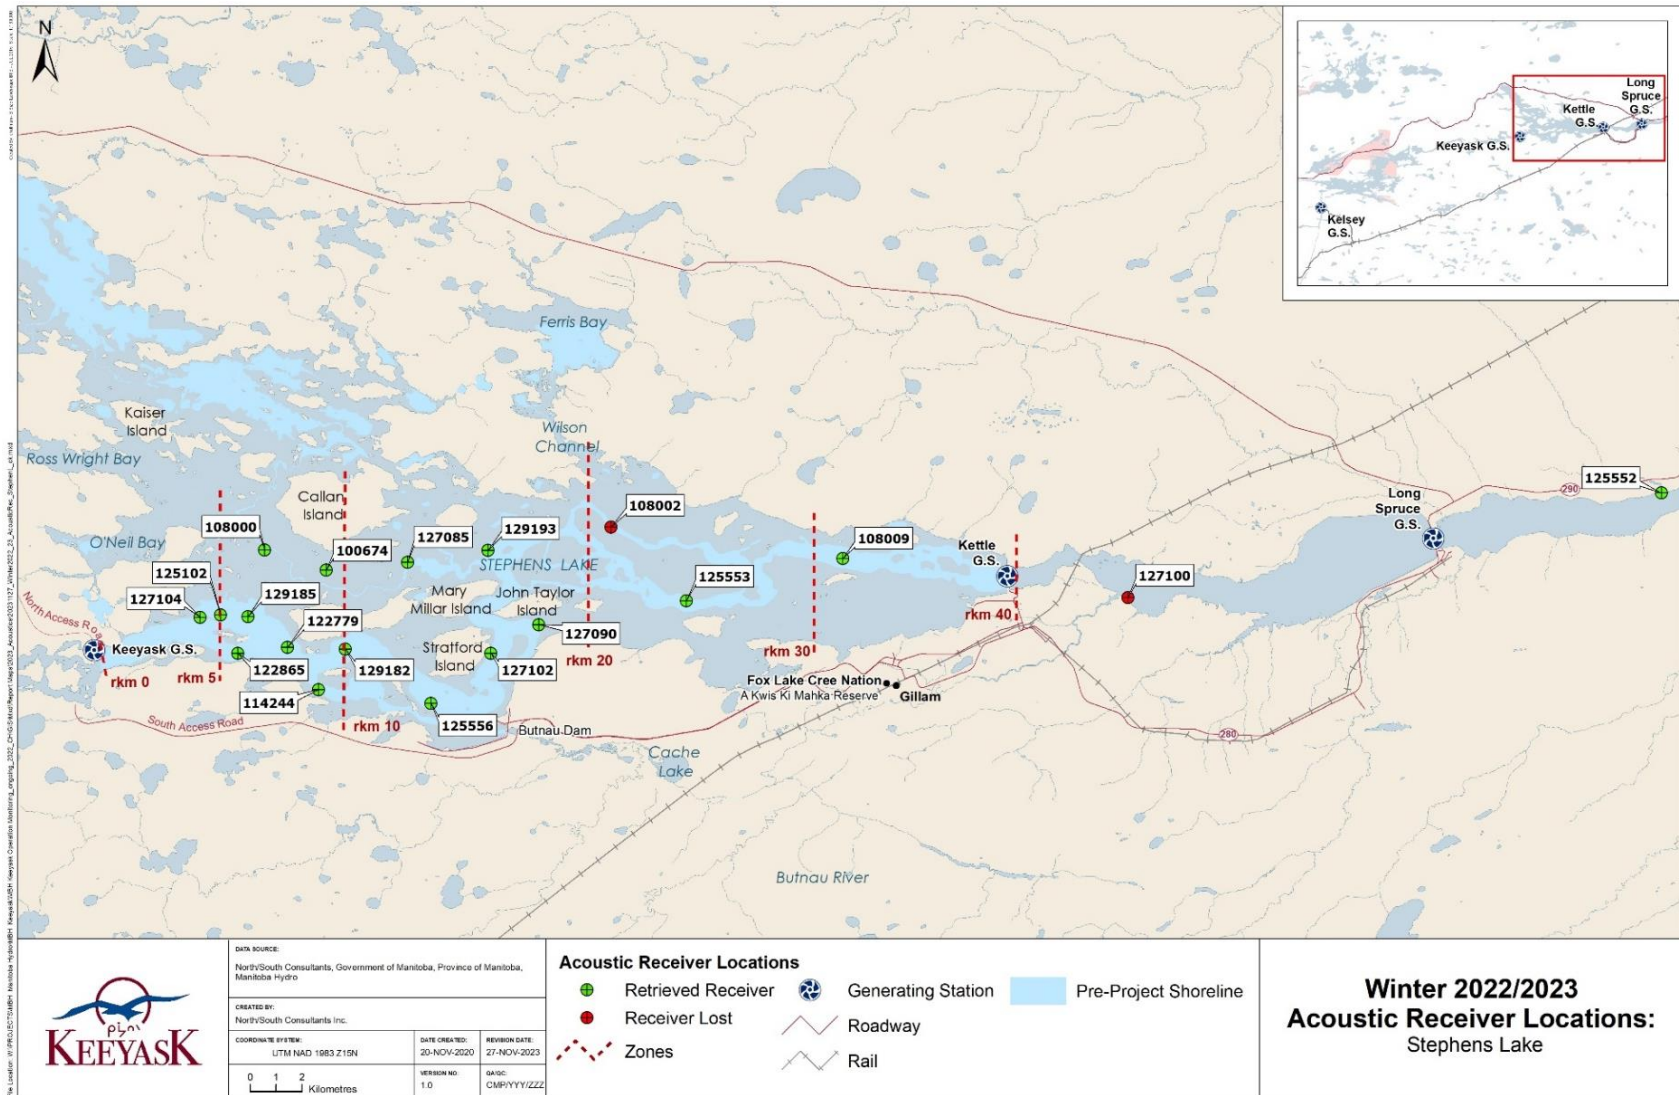 N
Long
Spruce
G.S.
Kettle
G.S.
Keeyask G.S.
Kelsey
G.S.
Ferris Bay
Kaiser
Island
Wilson
Channel
Ross Wright Bay
Callan
Island
125552
290
Long
Spruce
G.S.
108002
108000
129193
O'Neil Bay
127085
100674
STEPHENS LAKE
108009
Kettle
G.S.
125102
125553
127104
129185
Mary
Millar Island
John Taylor
Island
127100
North Access Road
122779
rkm 40
Keeyask G.S.
127090
Stratford
Island
rkm 20
rkm 30
rkm 0
rkm 5
122865
129182
127102
Fox Lake Cree Nation
A Kwis Ki Mahka Reserve
Gillam
114244
South Access Road
rkm 10
125556
Butnau Dam
280
Cache
Lake
Butnau River
KEEYASK
DATA SOURCE:
North/South Consultants, Government of Manitoba, Province of Manitoba,
Manitoba Hydro
CREATED BY:
North/South Consultants Inc.
COORDINATE SYSTEM:
UTM NAD 1983 Z15N
DATE CREATED:
20-NOV-2020
REVISION DATE:
27-NOV-2023
0 1 2
Kilometres
VERSION NO:
1.0
QA/QC:
CMP/YYY/ZZZ
Acoustic Receiver Locations
Retrieved Receiver
Receiver Lost
Zones
Generating Station
Roadway
Rail
Pre-Project Shoreline
Winter 2022/2023
Acoustic Receiver Locations:
Stephens Lake